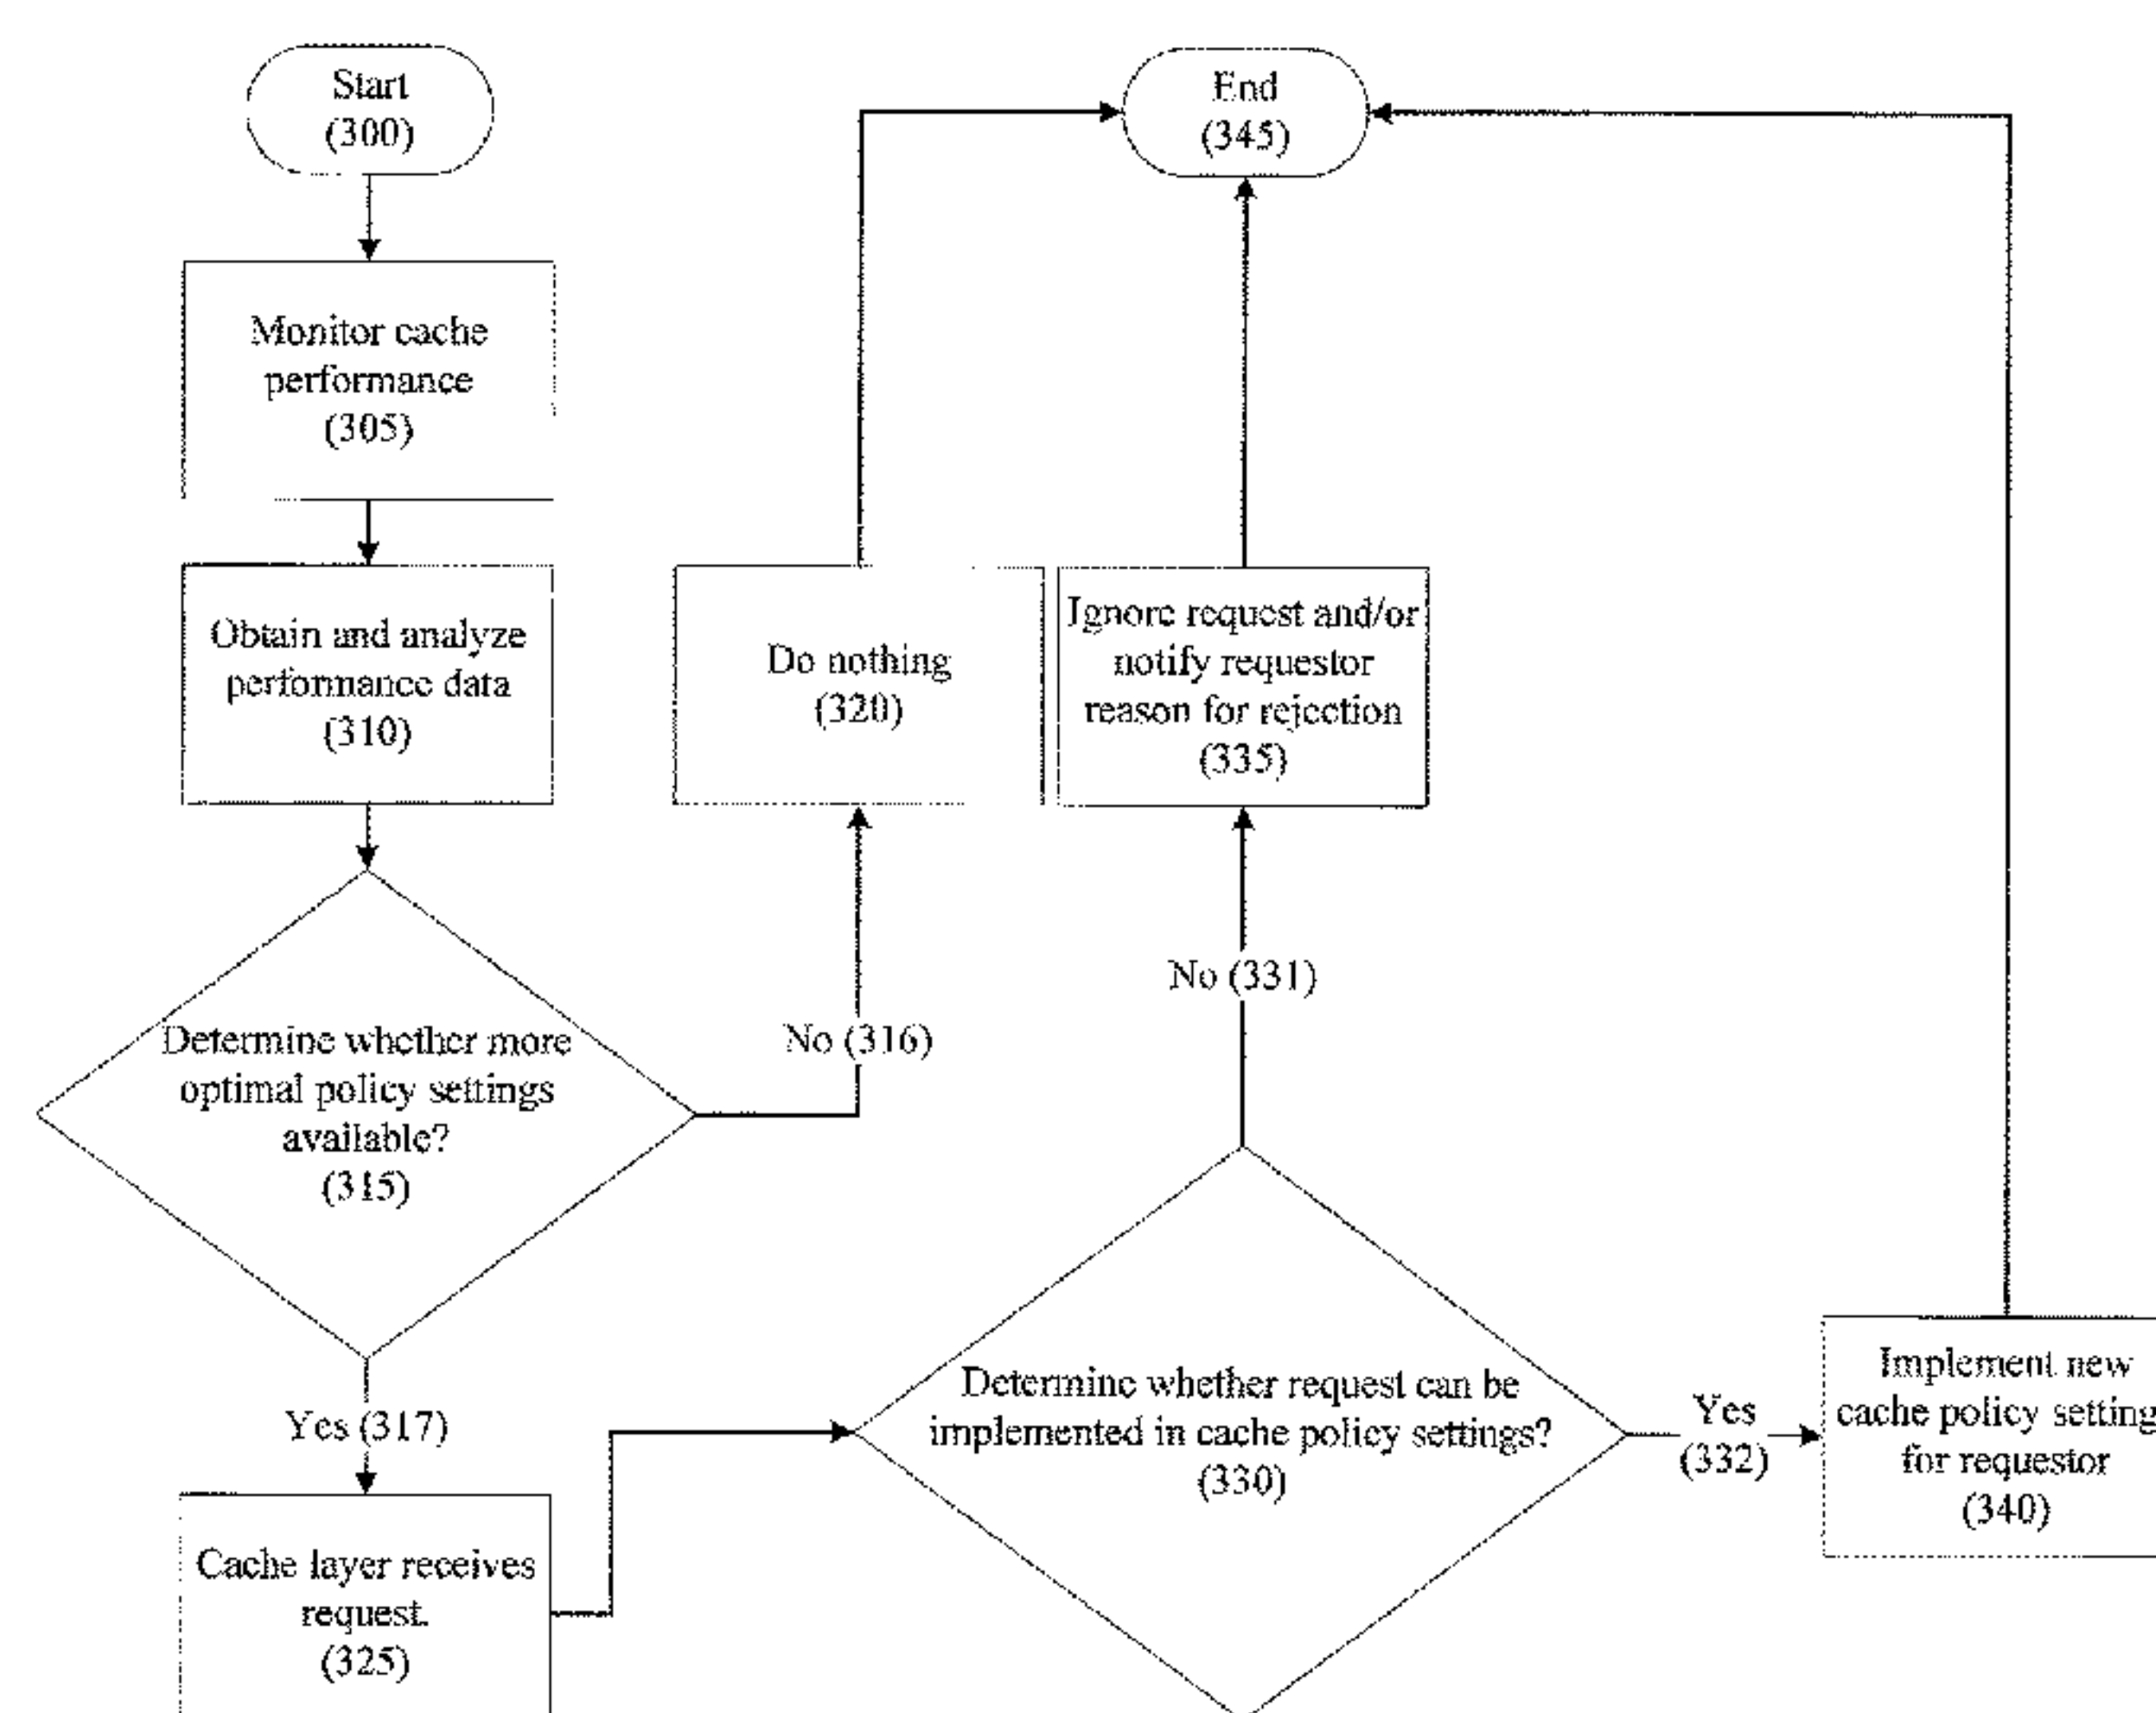 Start
(300)
End
(345)
Monitor cache
performance
(305)
Obtain and analyze
performance data
(310)
Do nothing
(320)
Ignore request and/or
notify requestor
reason for rejection
(335)
No (331)
No (316)
Determine whether more
optimal policy settings
available?
(315)
Yes (317)
Determine whether request can be
implemented in cache policy settings?
(330)
Yes
(332)
Implement new
cache policy setting
for requestor
(340)
Cache layer receives
request.
(325)